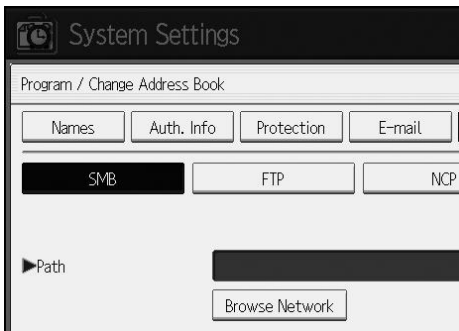 System Settings
Program / Change Address Book
Names Auth. Info Protection E-mail
SMB FTP NCP
▶Path
Browse Network